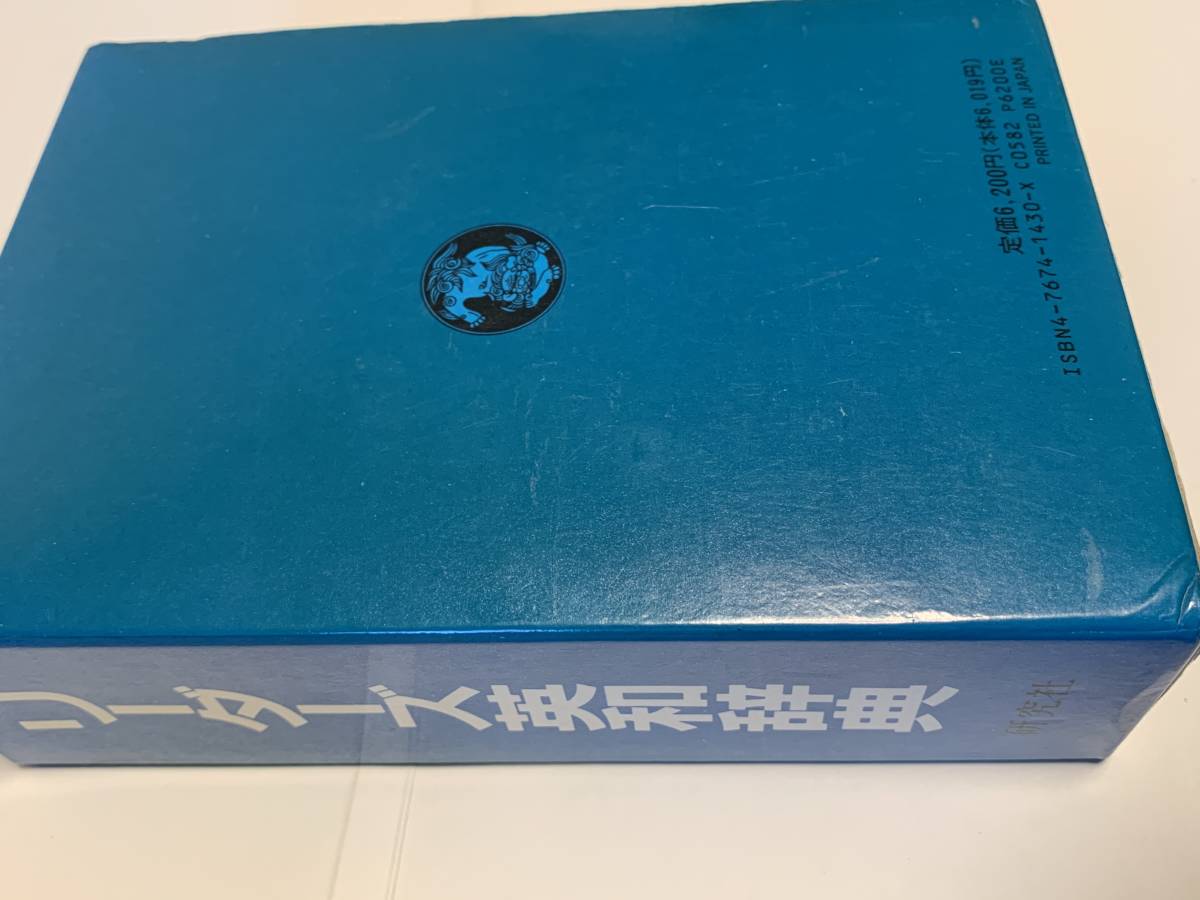 定価6,200円(本体6,019円)
ISBN4-7674-1430-X C0582 P6200E
PRINTED IN JAPAN
リーダーズ英和辞典
研究社